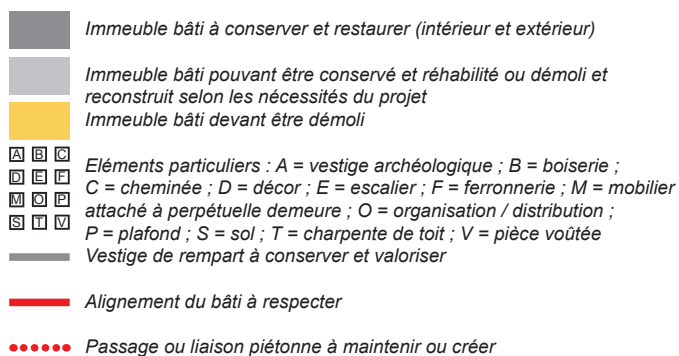 Immeuble bâti à conserver et restaurer (intérieur et extérieur)
Immeuble bâti pouvant être conservé et réhabilité ou démoli et
reconstruit selon les nécessités du projet
Immeuble bâti devant être démoli
A B C
D E F
M O P
S T V
Eléments particuliers : A = vestige archéologique ; B = boiserie ;
C = cheminée ; D = décor ; E = escalier ; F = ferronnerie ; M = mobilier
attaché à perpétuelle demeure ; O = organisation / distribution ;
P = plafond ; S = sol ; T = charpente de toit ; V = pièce voûtée
Vestige de rempart à conserver et valoriser
Alignement du bâti à respecter
Passage ou liaison piétonne à maintenir ou créer